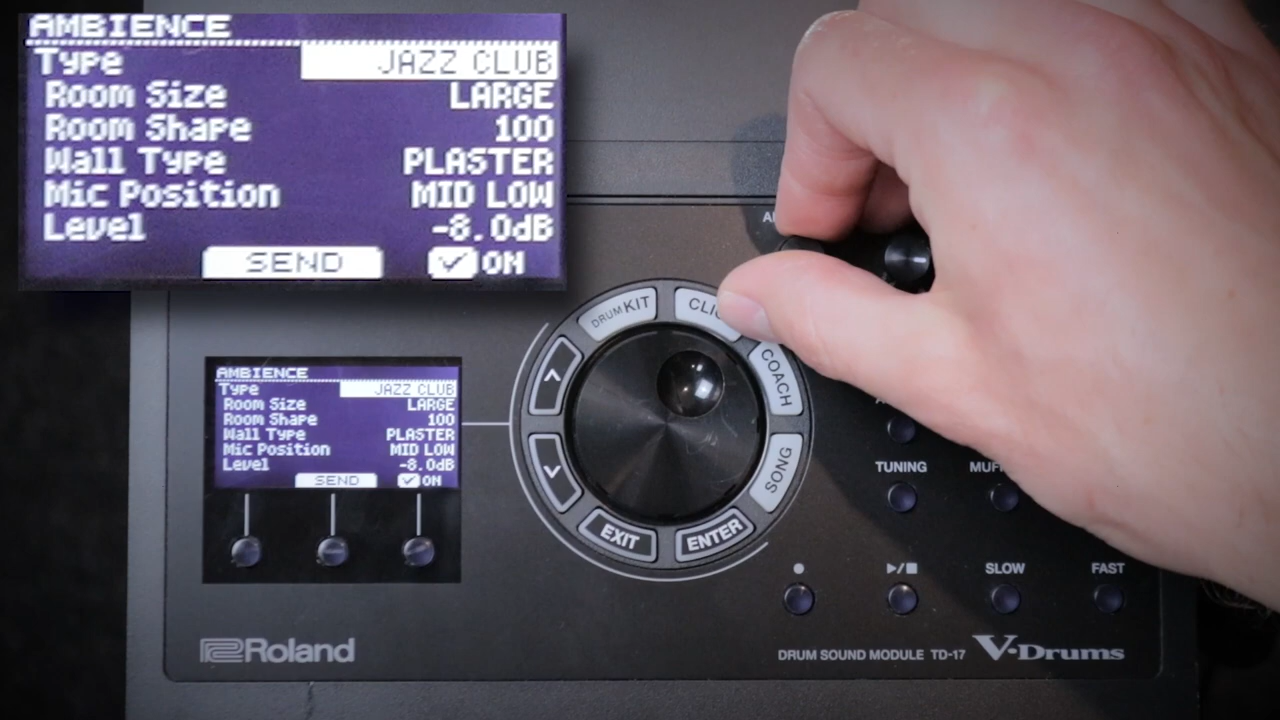 AMBIENCE
Type JAZZ CLUB
Room Size LARGE
Room Shape 100
Wall Type PLASTER
Mic Position MID LOW
Level -8.0dB
SEND ON
AMBIENCE
Type JAZZ CLUB
Room Size LARGE
Room Shape 100
Wall Type PLASTER
Mic Position MID LOW
Level -8.0dB
SEND ON
DRUM KIT
COACH
SONG
ENTER
EXIT
TUNING
SLOW
FAST
Roland
DRUM SOUND MODULE TD-17 V-Drums